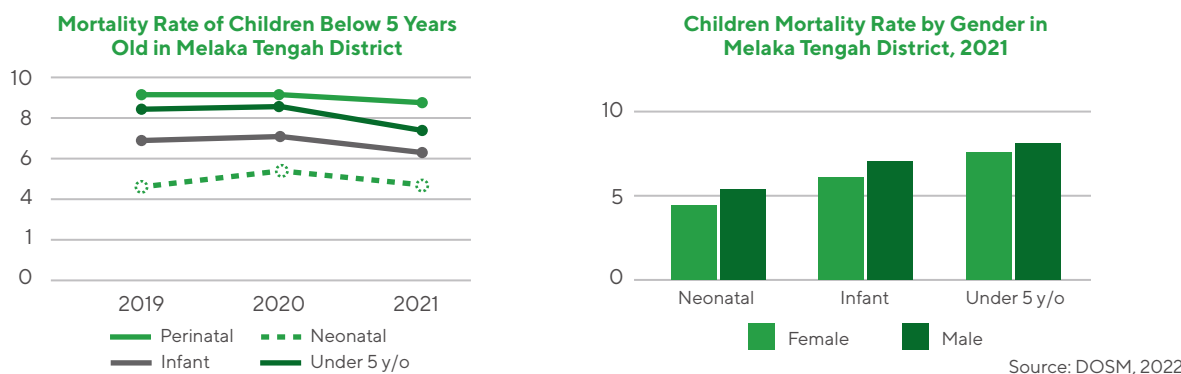 Mortality Rate of Children Below 5 Years
Old in Melaka Tengah District
10
8
6
4
1
0
2019 2020 2021
Perinatal Neonatal
Infant Under 5 y/o
Children Mortality Rate by Gender in
Melaka Tengah District, 2021
10
5
0
Neonatal Infant Under 5 y/o
Female Male
Source: DOSM, 2022